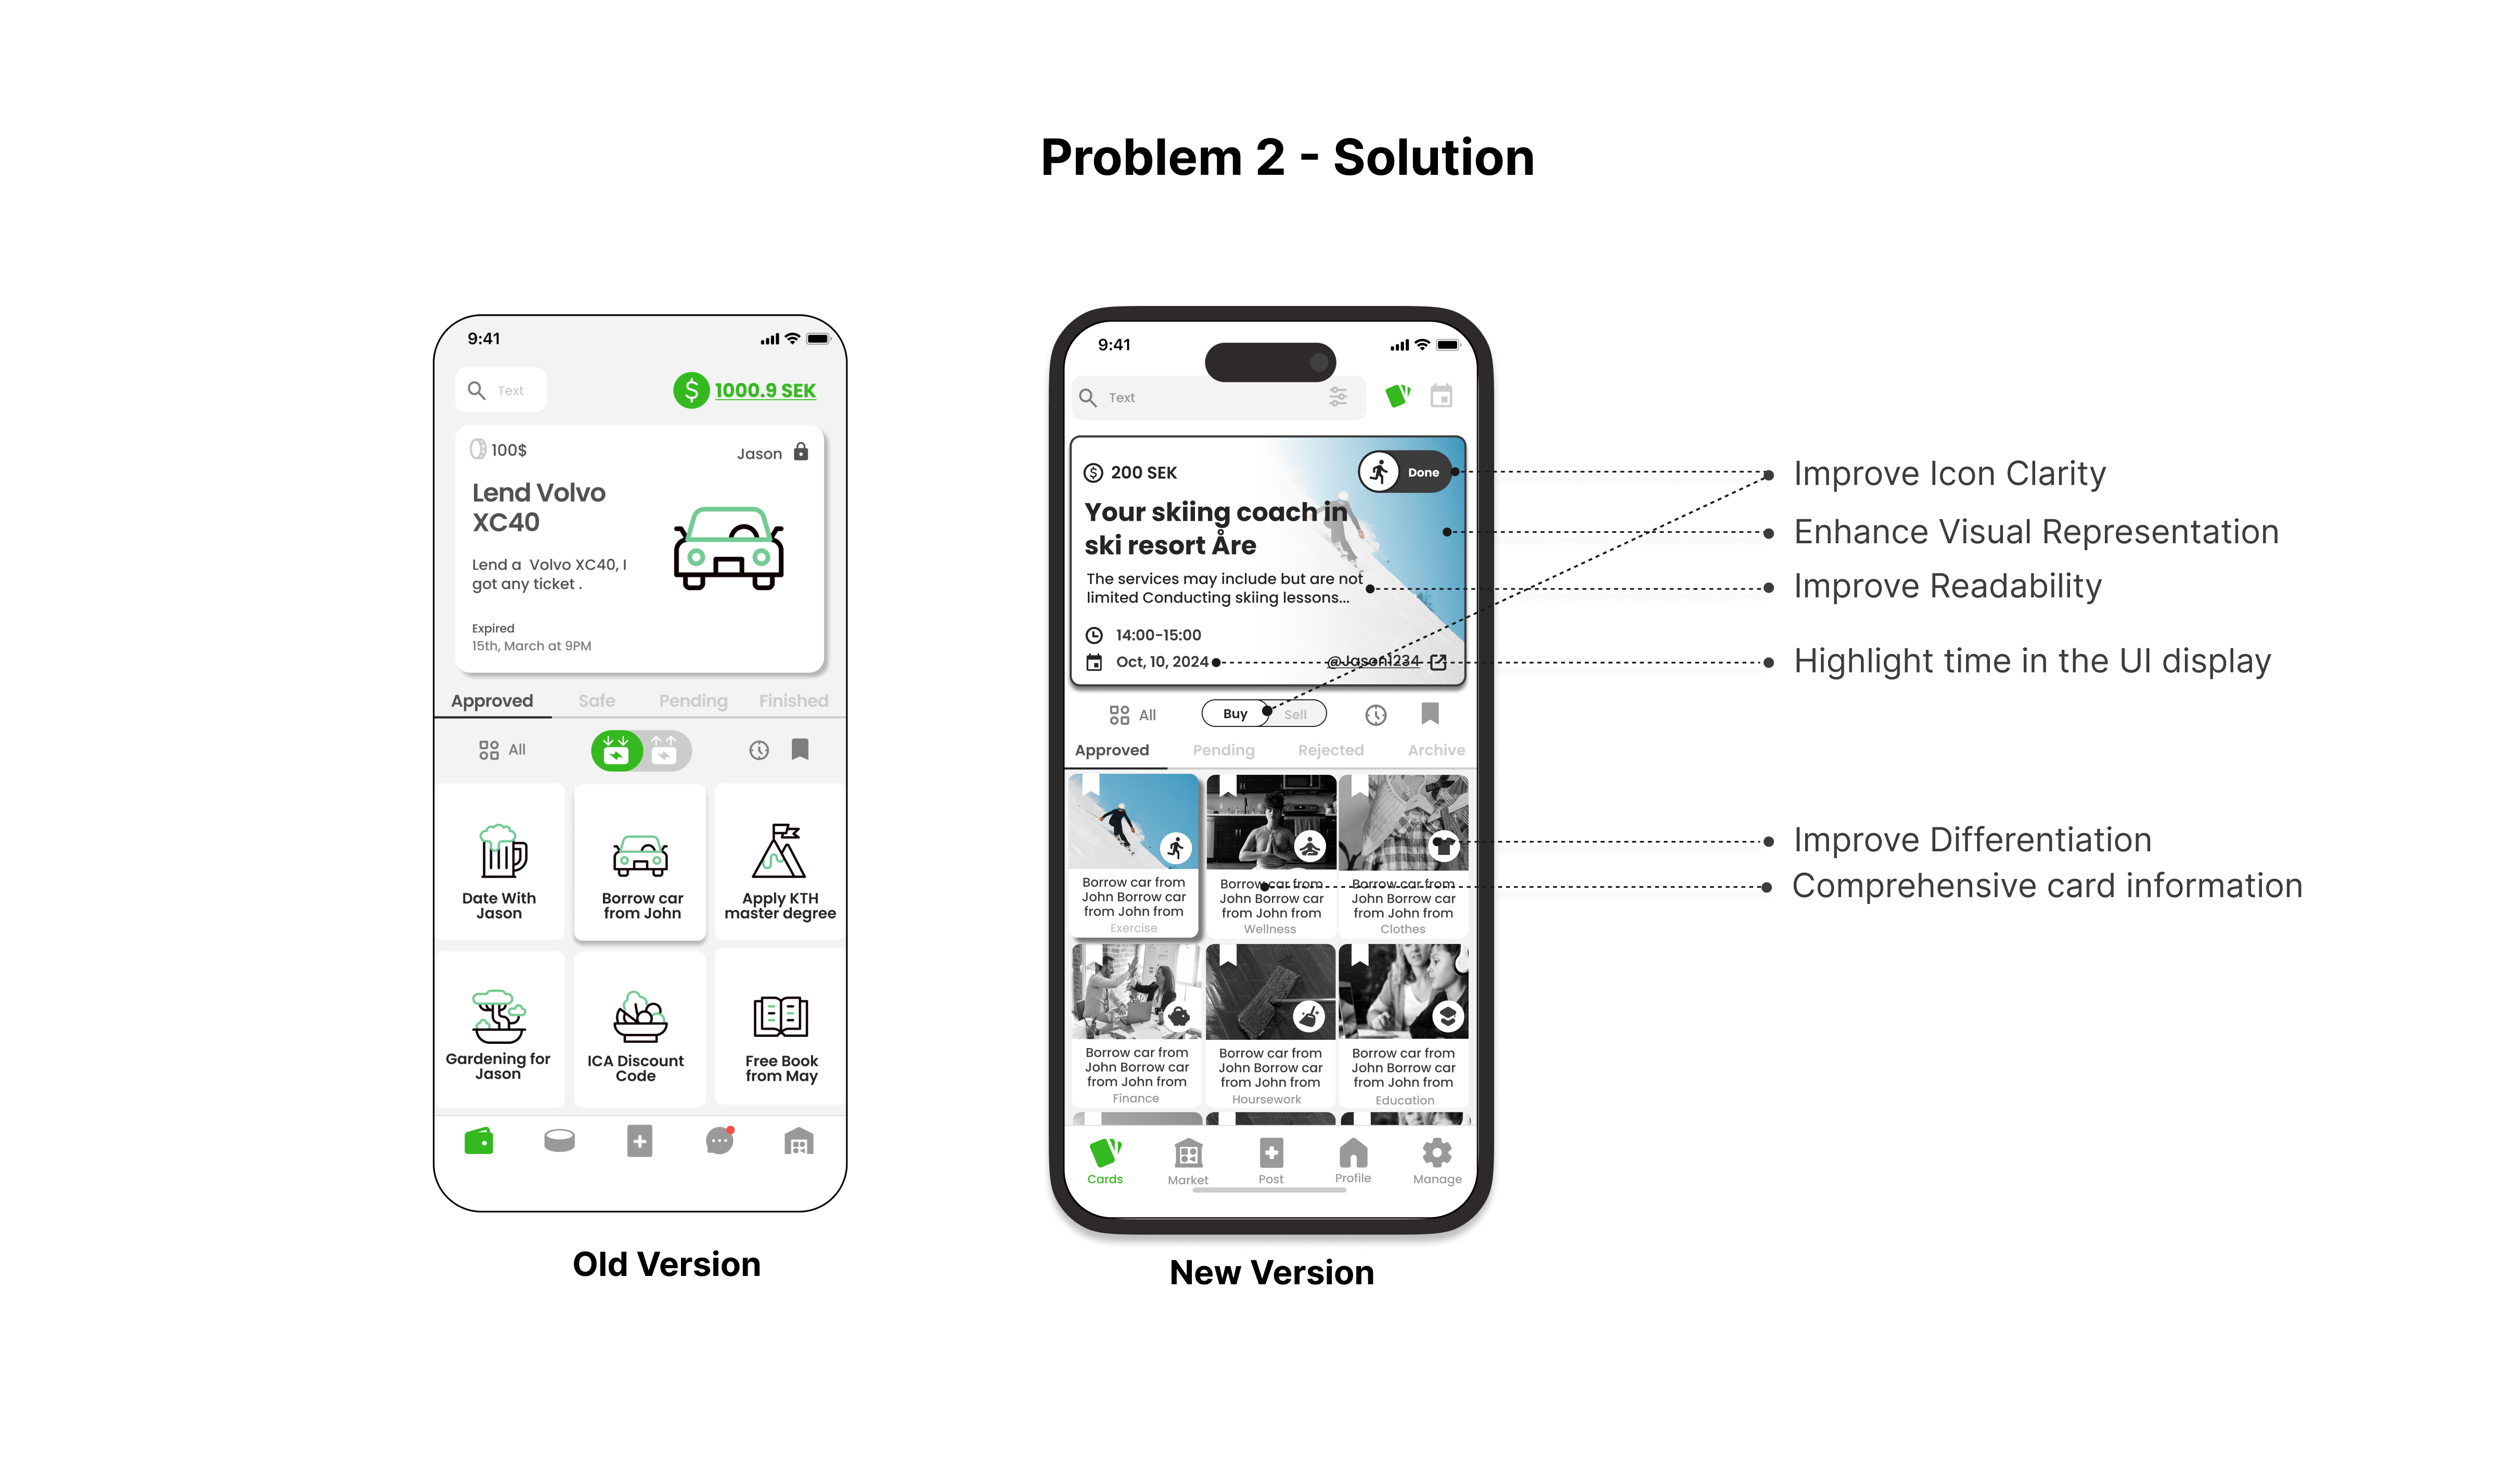 Problem 2 - Solution
9:41
Text
1000.9 SEK
100$
Jason
Lend Volvo
XC40
Lend a Volvo XC40, I
got any ticket .
Expired
15th, March at 9PM
Approved
Safe
Pending
Finished
All
Date With
Jason
Borrow car
from John
Apply KTH
master degree
Gardening for
Jason
ICA Discount
Code
Free Book
from May
Old Version
9:41
Text
200 SEK
Done
Your skiing coach in
ski resort Åre
The services may include but are not
limited Conducting skiing lessons...
14:00-15:00
Oct, 10, 2024
@Jason1234
All
Buy
Sell
Approved
Pending
Rejected
Archive
Borrow car from
John Borrow car
from John from
Exercise
Borrow car from
John Borrow car
from John from
Wellness
Borrow car from
John Borrow car
from John from
Clothes
Borrow car from
John Borrow car
from John from
Finance
Borrow car from
John Borrow car
from John from
Hoursework
Borrow car from
John Borrow car
from John from
Education
Cards
Market
Post
Profile
Manage
New Version
Improve Icon Clarity
Enhance Visual Representation
Improve Readability
Highlight time in the UI display
Improve Differentiation
Comprehensive card information